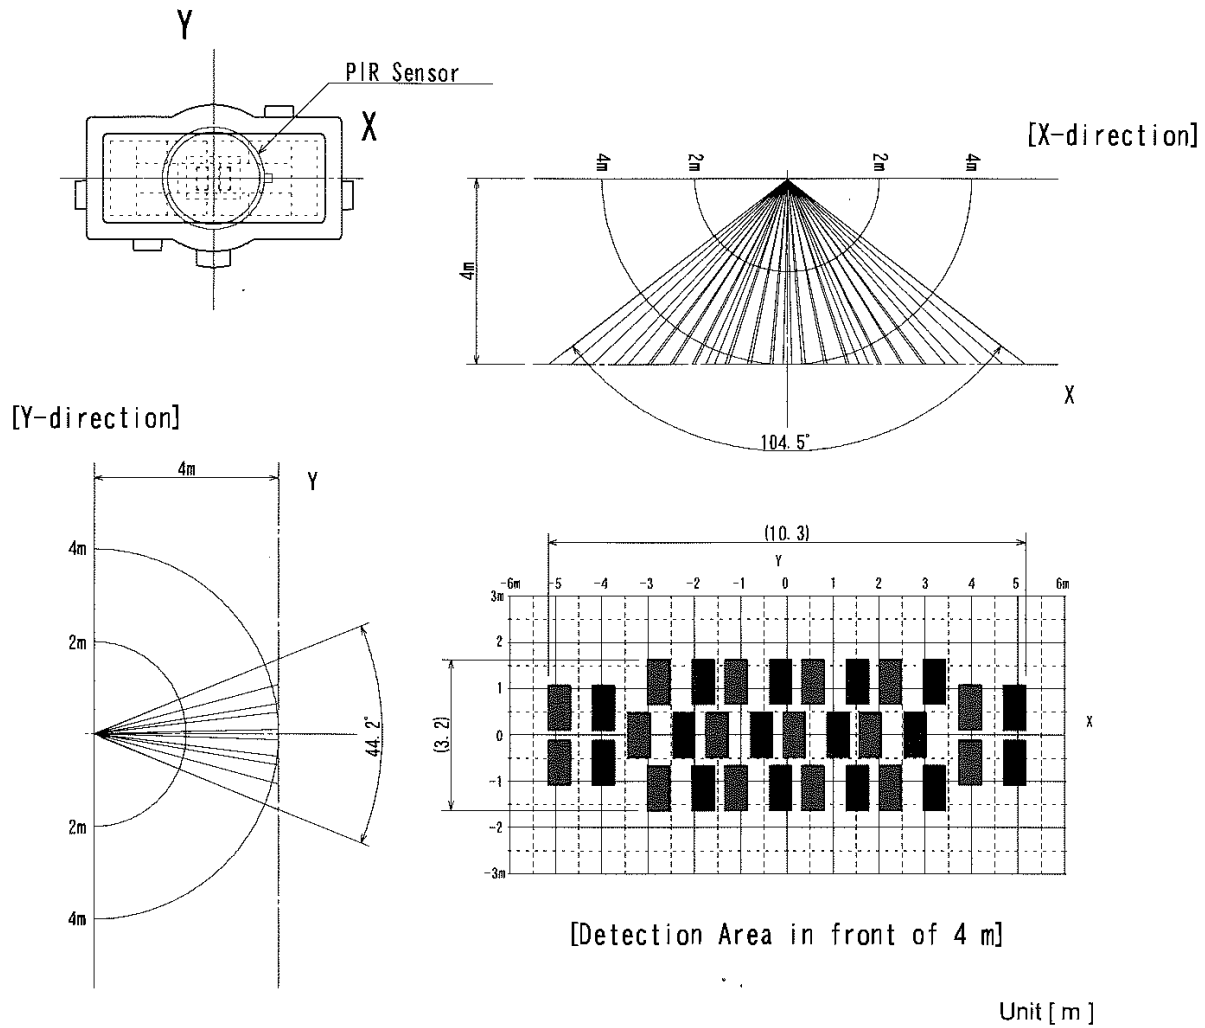 Y
PIR Sensor
X
[X-direction]
4m 2m 2m 4m
4m
X
104.5°
[Y-direction]
4m
Y
4m
2m
2m
4m
44.2°
(10.3)
Y
-6m -5 -4 -3 -2 -1 0 1 2 3 4 5 6m
3m
2
1
0
-1
-2
-3m
(3.2)
X
[Detection Area in front of 4 m]
Unit [ m ]